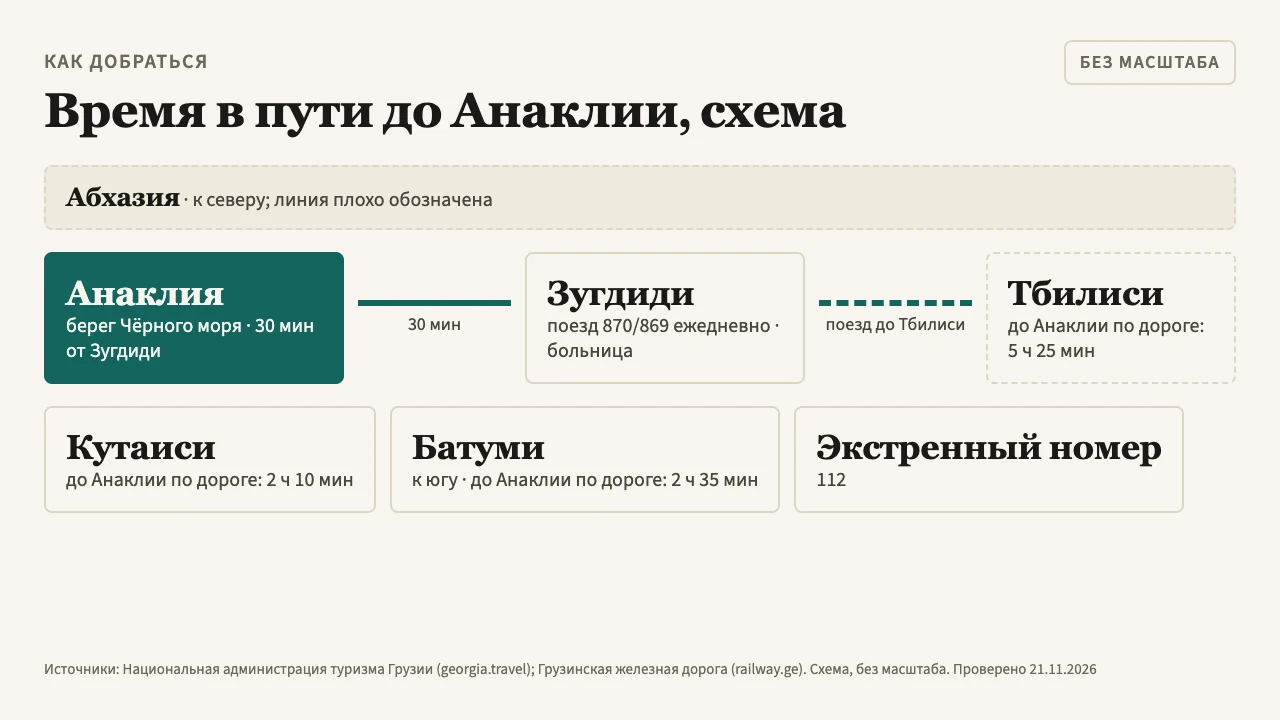 КАК ДОБРАТЬСЯ
БЕЗ МАСШТАБА
Время в пути до Анаклии, схема
Абхазия · к северу; линия плохо обозначена
Анаклия
берег Чёрного моря · 30 мин
от Зугдиди
30 мин
Зугдиди
поезд 870/869 ежедневно ·
больница
поезд до Тбилиси
Тбилиси
до Анаклии по дороге:
5 ч 25 мин
Кутаиси
до Анаклии по дороге: 2 ч 10 мин
Батуми
к югу · до Анаклии по дороге: 2 ч 35 мин
Экстренный номер
112
Источники: Национальная администрация туризма Грузии (georgia.travel); Грузинская железная дорога (railway.ge). Схема, без масштаба. Проверено 21.11.2026